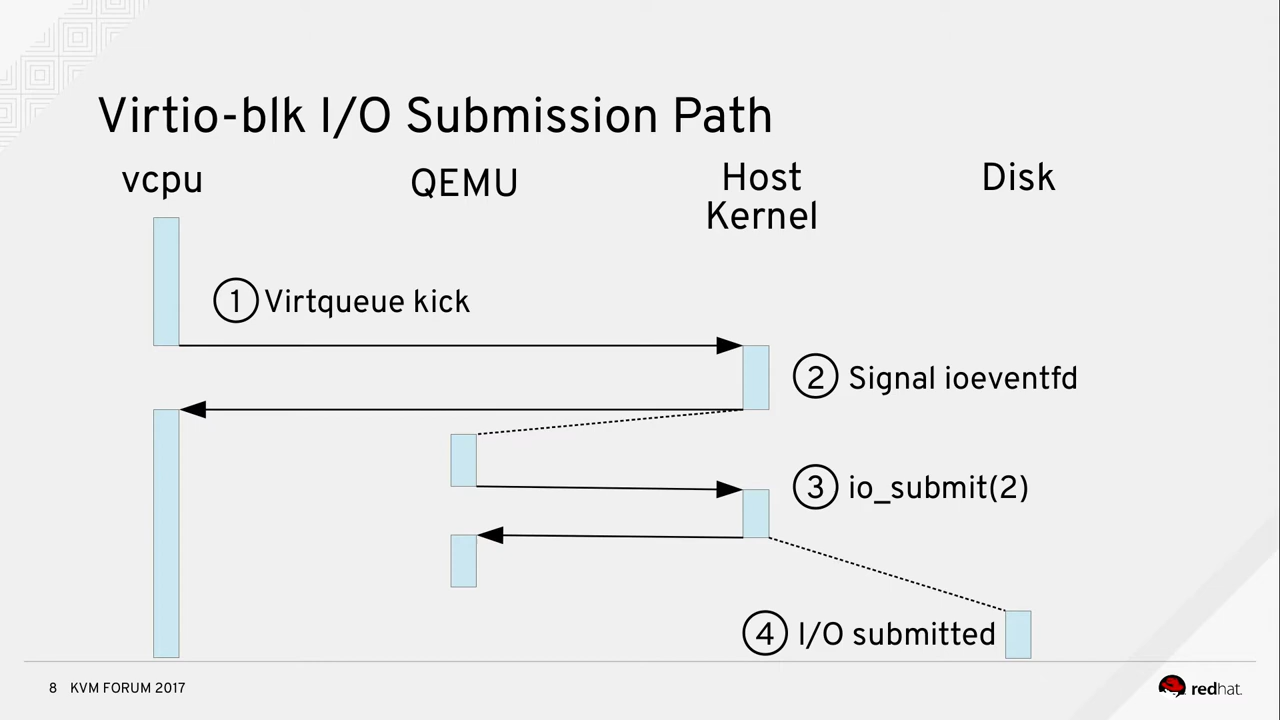 Virtio-blk I/O Submission Path
vcpu
QEMU
Host
Kernel
Disk
1 Virtqueue kick
2 Signal ioeventfd
3 io_submit(2)
4 I/O submitted
8 KVM FORUM 2017
redhat.